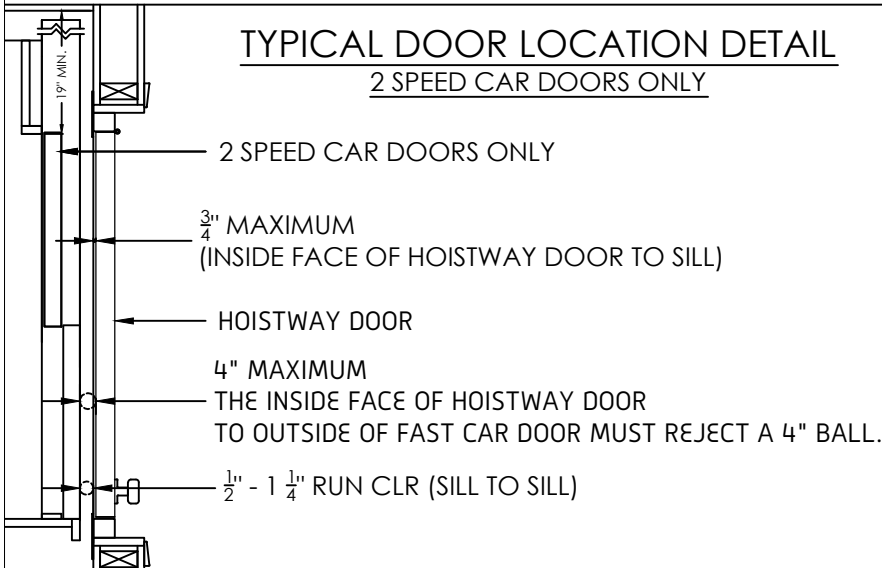 TYPICAL DOOR LOCATION DETAIL
2 SPEED CAR DOORS ONLY
19" MIN.
2 SPEED CAR DOORS ONLY
3/4" MAXIMUM
(INSIDE FACE OF HOISTWAY DOOR TO SILL)
HOISTWAY DOOR
4" MAXIMUM
THE INSIDE FACE OF HOISTWAY DOOR
TO OUTSIDE OF FAST CAR DOOR MUST REJECT A 4" BALL.
1/2" - 1 1/4" RUN CLR (SILL TO SILL)